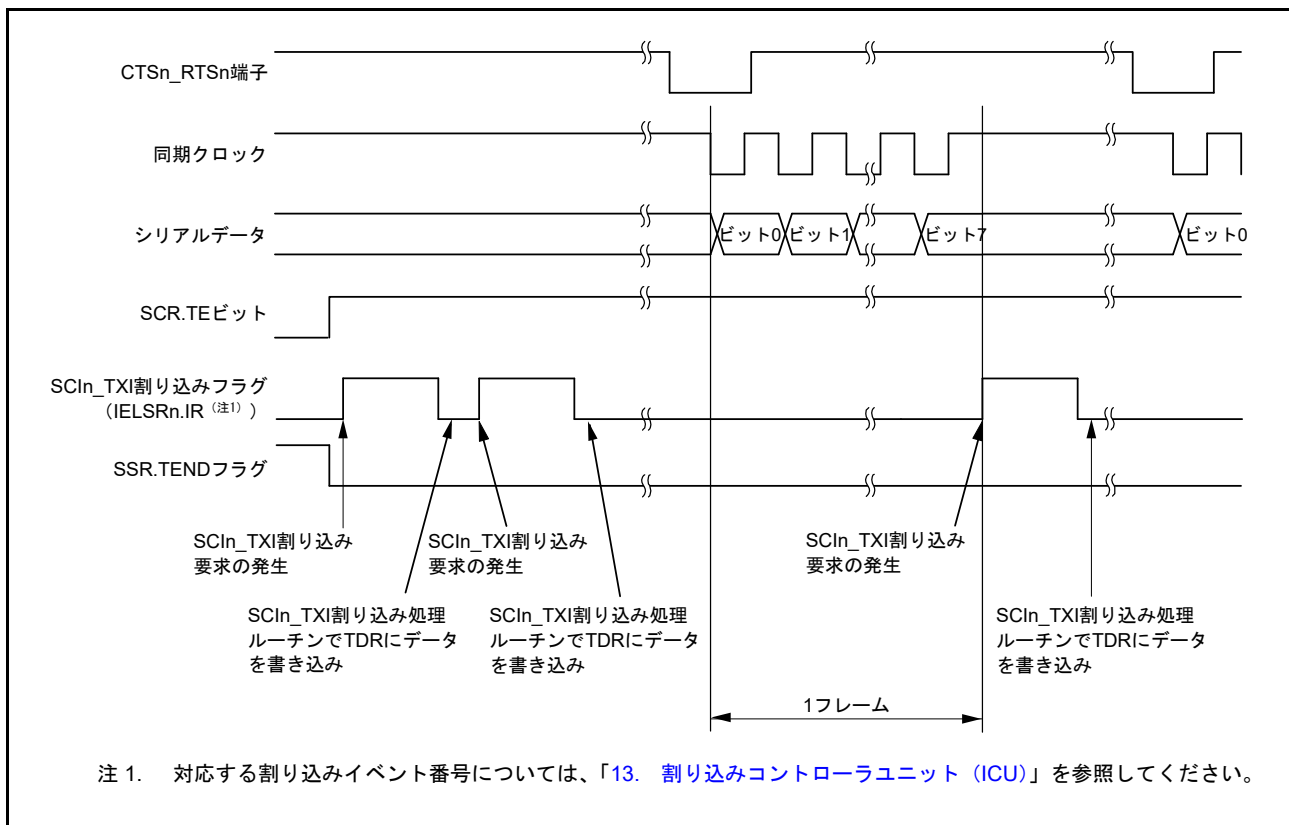 CTSn_RTSn端子
同期クロック
シリアルデータ
ビット0
ビット1
ビット7
ビット0
SCR.TEビット
SCIn_TXI割り込みフラグ
(IELSRn.IR (注1) )
SSR.TENDフラグ
SCIn_TXI割り込み
要求の発生
SCIn_TXI割り込み
要求の発生
SCIn_TXI割り込み
要求の発生
SCIn_TXI割り込み処理
ルーチンでTDRにデータ
を書き込み
SCIn_TXI割り込み処理
ルーチンでTDRにデータ
を書き込み
SCIn_TXI割り込み処理
ルーチンでTDRにデータ
を書き込み
1フレーム
注 1. 対応する割り込みイベント番号については、「13. 割り込みコントローラユニット（ICU）」を参照してください。